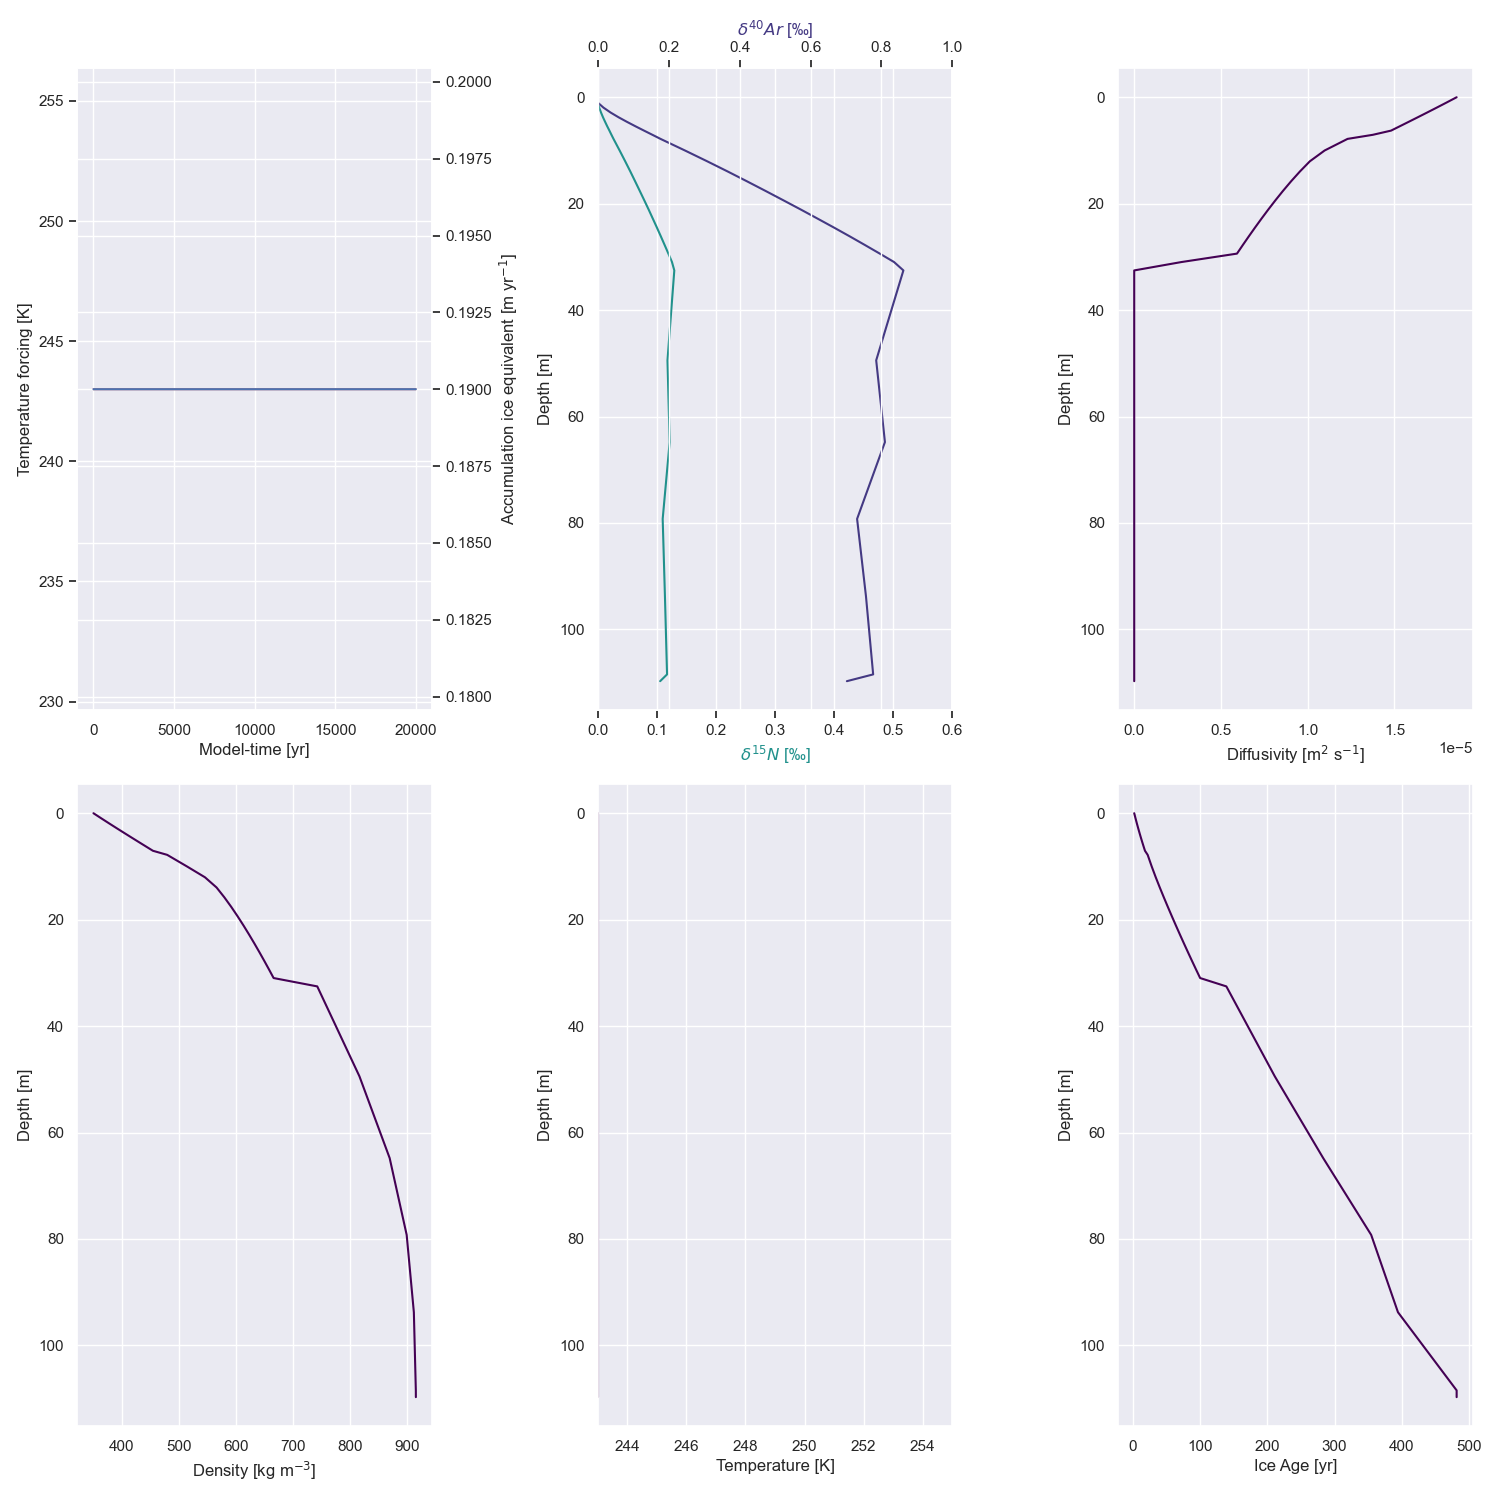 δ⁴⁰Ar [‰]
0.0 0.2 0.4 0.6 0.8 1.0
Temperature forcing [K]
255
250
245
240
235
230
0.2000
0.1975
0.1950
0.1925
0.1900
0.1875
0.1850
0.1825
0.1800
Accumulation ice equivalent [m yr⁻¹]
0 5000 10000 15000 20000
Model-time [yr]
Depth [m]
0
20
40
60
80
100
0.0 0.1 0.2 0.3 0.4 0.5 0.6
δ¹⁵N [‰]
Depth [m]
0
20
40
60
80
100
0.0 0.5 1.0 1.5
1e−5
Diffusivity [m² s⁻¹]
Depth [m]
0
20
40
60
80
100
400 500 600 700 800 900
Density [kg m⁻³]
Depth [m]
0
20
40
60
80
100
244 246 248 250 252 254
Temperature [K]
Depth [m]
0
20
40
60
80
100
0 100 200 300 400 500
Ice Age [yr]